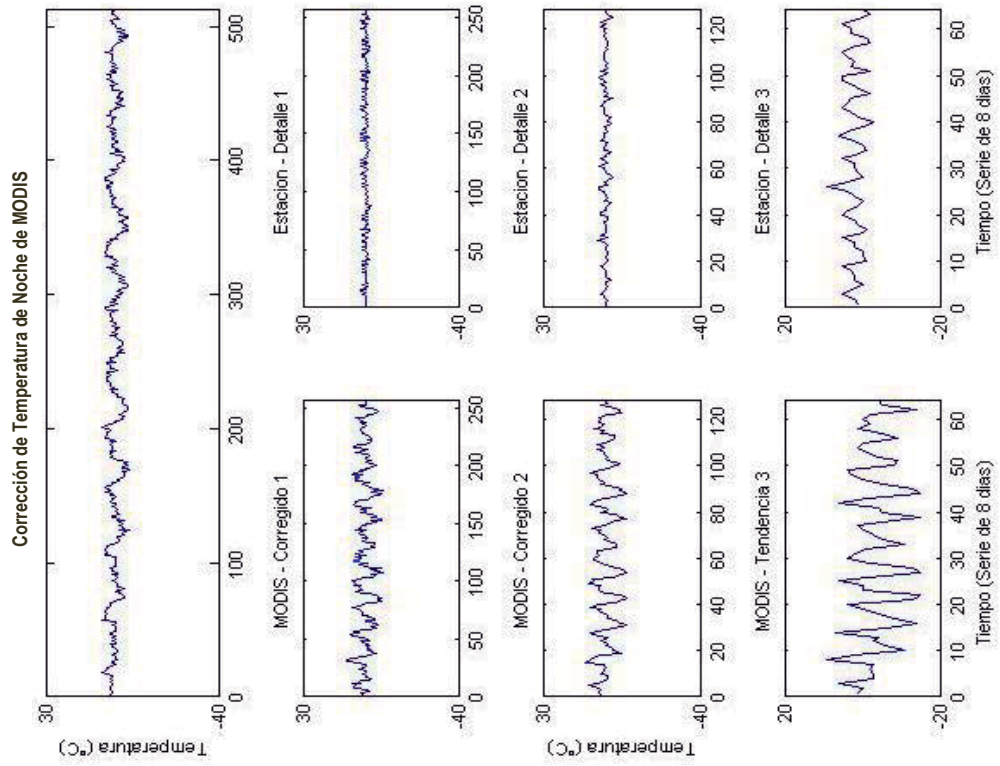 Corrección de Temperatura de Noche de MODIS
Temperatura (°C)
30
-40
0 100 200 300 400 500
MODIS - Corregido 1
30
-40
0 50 100 150 200 250
Estacion - Detalle 1
30
-40
0 50 100 150 200 250
MODIS - Corregido 2
30
-40
0 20 40 60 80 100 120
Estacion - Detalle 2
30
-40
0 20 40 60 80 100 120
MODIS - Tendencia 3
20
-20
0 10 20 30 40 50 60
Tiempo (Serie de 8 dias)
Estacion - Detalle 3
20
-20
0 10 20 30 40 50 60
Tiempo (Serie de 8 dias)